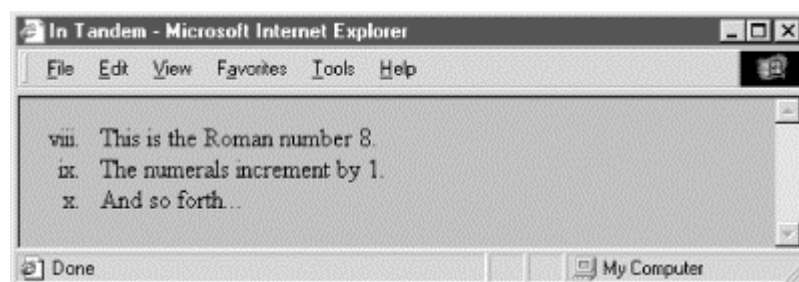 In Tandem - Microsoft Internet Explorer
File Edit View Favorites Tools Help
viii. This is the Roman number 8.
ix. The numerals increment by 1.
x. And so forth...
Done My Computer